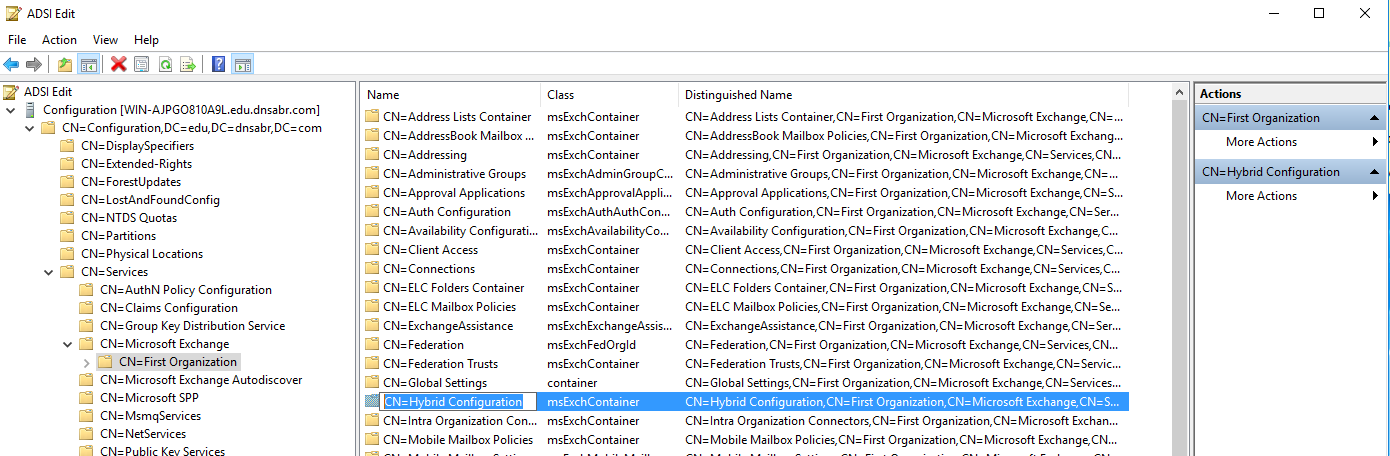 ADSI Edit
File Action View Help
ADSI Edit
Configuration [WIN-AJPGO810A9L.edu.dnsabr.com]
CN=Configuration,DC=edu,DC=dnsabr,DC=com
CN=DisplaySpecifiers
CN=Extended-Rights
CN=ForestUpdates
CN=LostAndFoundConfig
CN=NTDS Quotas
CN=Partitions
CN=Physical Locations
CN=Services
CN=AuthN Policy Configuration
CN=Claims Configuration
CN=Group Key Distribution Service
CN=Microsoft Exchange
CN=First Organization
CN=Microsoft Exchange Autodiscover
CN=Microsoft SPP
CN=MsmqServices
CN=NetServices
CN=Public Key Services
Name Class Distinguished Name
CN=Address Lists Container msExchContainer CN=Address Lists Container,CN=First Organization,CN=Microsoft Exchange,CN=...
CN=AddressBook Mailbox ... msExchContainer CN=AddressBook Mailbox Policies,CN=First Organization,CN=Microsoft Exchang...
CN=Addressing msExchContainer CN=Addressing,CN=First Organization,CN=Microsoft Exchange,CN=Services,CN...
CN=Administrative Groups msExchAdminGroupC... CN=Administrative Groups,CN=First Organization,CN=Microsoft Exchange,CN=...
CN=Approval Applications msExchApprovalAppli... CN=Approval Applications,CN=First Organization,CN=Microsoft Exchange,CN=S...
CN=Auth Configuration msExchAuthAuthCon... CN=Auth Configuration,CN=First Organization,CN=Microsoft Exchange,CN=Ser...
CN=Availability Configurati... msExchAvailabilityCo... CN=Availability Configuration,CN=First Organization,CN=Microsoft Exchange,C...
CN=Client Access msExchContainer CN=Client Access,CN=First Organization,CN=Microsoft Exchange,CN=Services,C...
CN=Connections msExchContainer CN=Connections,CN=First Organization,CN=Microsoft Exchange,CN=Services,C...
CN=ELC Folders Container msExchContainer CN=ELC Folders Container,CN=First Organization,CN=Microsoft Exchange,CN=...
CN=ELC Mailbox Policies msExchContainer CN=ELC Mailbox Policies,CN=First Organization,CN=Microsoft Exchange,CN=Se...
CN=ExchangeAssistance msExchExchangeAssis... CN=ExchangeAssistance,CN=First Organization,CN=Microsoft Exchange,CN=Ser...
CN=Federation msExchFedOrgId CN=Federation,CN=First Organization,CN=Microsoft Exchange,CN=Services,CN...
CN=Federation Trusts msExchContainer CN=Federation Trusts,CN=First Organization,CN=Microsoft Exchange,CN=Servic...
CN=Global Settings container CN=Global Settings,CN=First Organization,CN=Microsoft Exchange,CN=Services...
CN=Hybrid Configuration msExchContainer CN=Hybrid Configuration,CN=First Organization,CN=Microsoft Exchange,CN=S...
CN=Intra Organization Con... msExchContainer CN=Intra Organization Connectors,CN=First Organization,CN=Microsoft Exchan...
CN=Mobile Mailbox Policies msExchContainer CN=Mobile Mailbox Policies,CN=First Organization,CN=Microsoft Exchange,CN...
Actions
CN=First Organization
More Actions
CN=Hybrid Configuration
More Actions